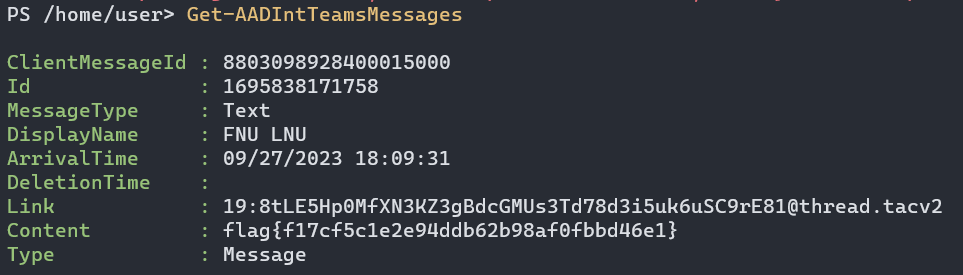 PS /home/user> Get-AADIntTeamsMessages
ClientMessageId : 8803098928400015000
Id : 1695838171758
MessageType : Text
DisplayName : FNU LNU
ArrivalTime : 09/27/2023 18:09:31
DeletionTime :
Link : 19:8tLE5Hp0MfXN3KZ3gBdcGMUs3Td78d3i5uk6uSC9rE81@thread.tacv2
Content : flag{f17cf5c1e2e94ddb62b98af0fbbd46e1}
Type : Message